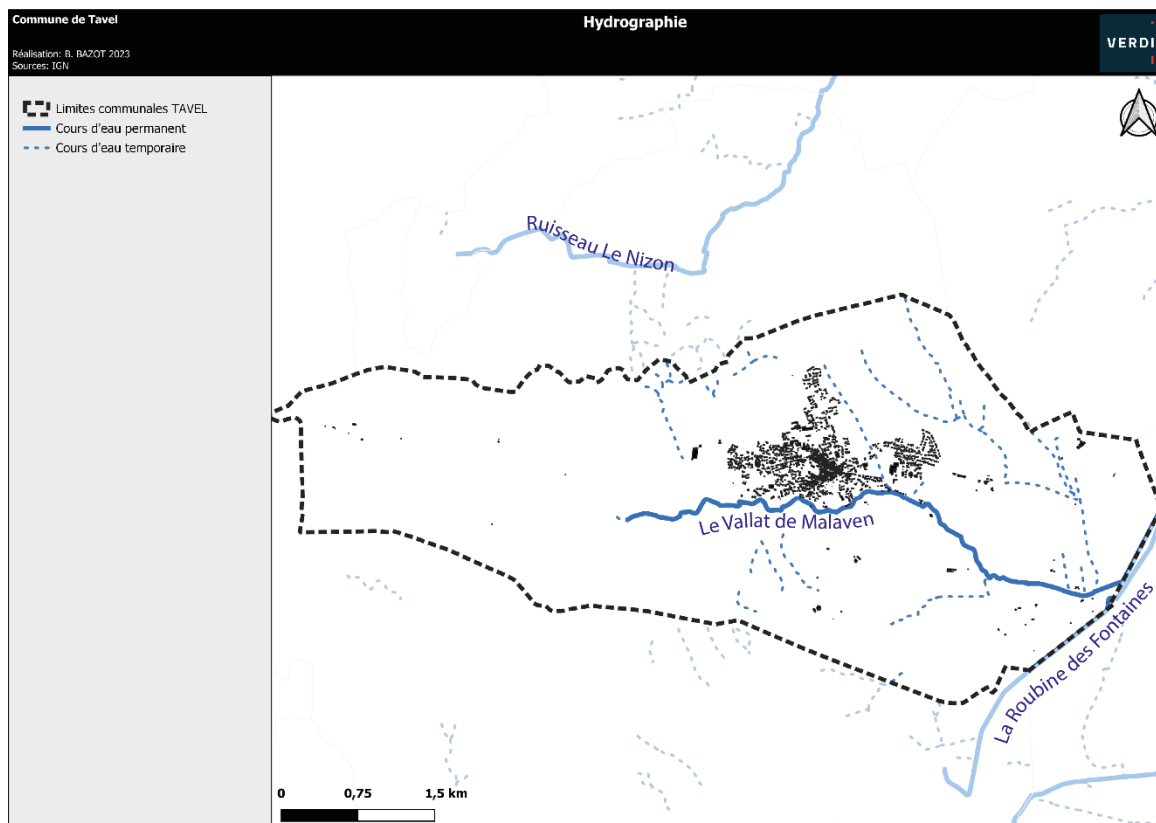 Commune de Tavel
Hydrographie
Réalisation: B. BAZOT 2023
Sources: IGN
VERDI
Limites communales TAVEL
Cours d'eau permanent
Cours d'eau temporaire
Ruisseau Le Nizon
Le Vallat de Malaven
La Roubine des Fontaines
0 0,75 1,5 km